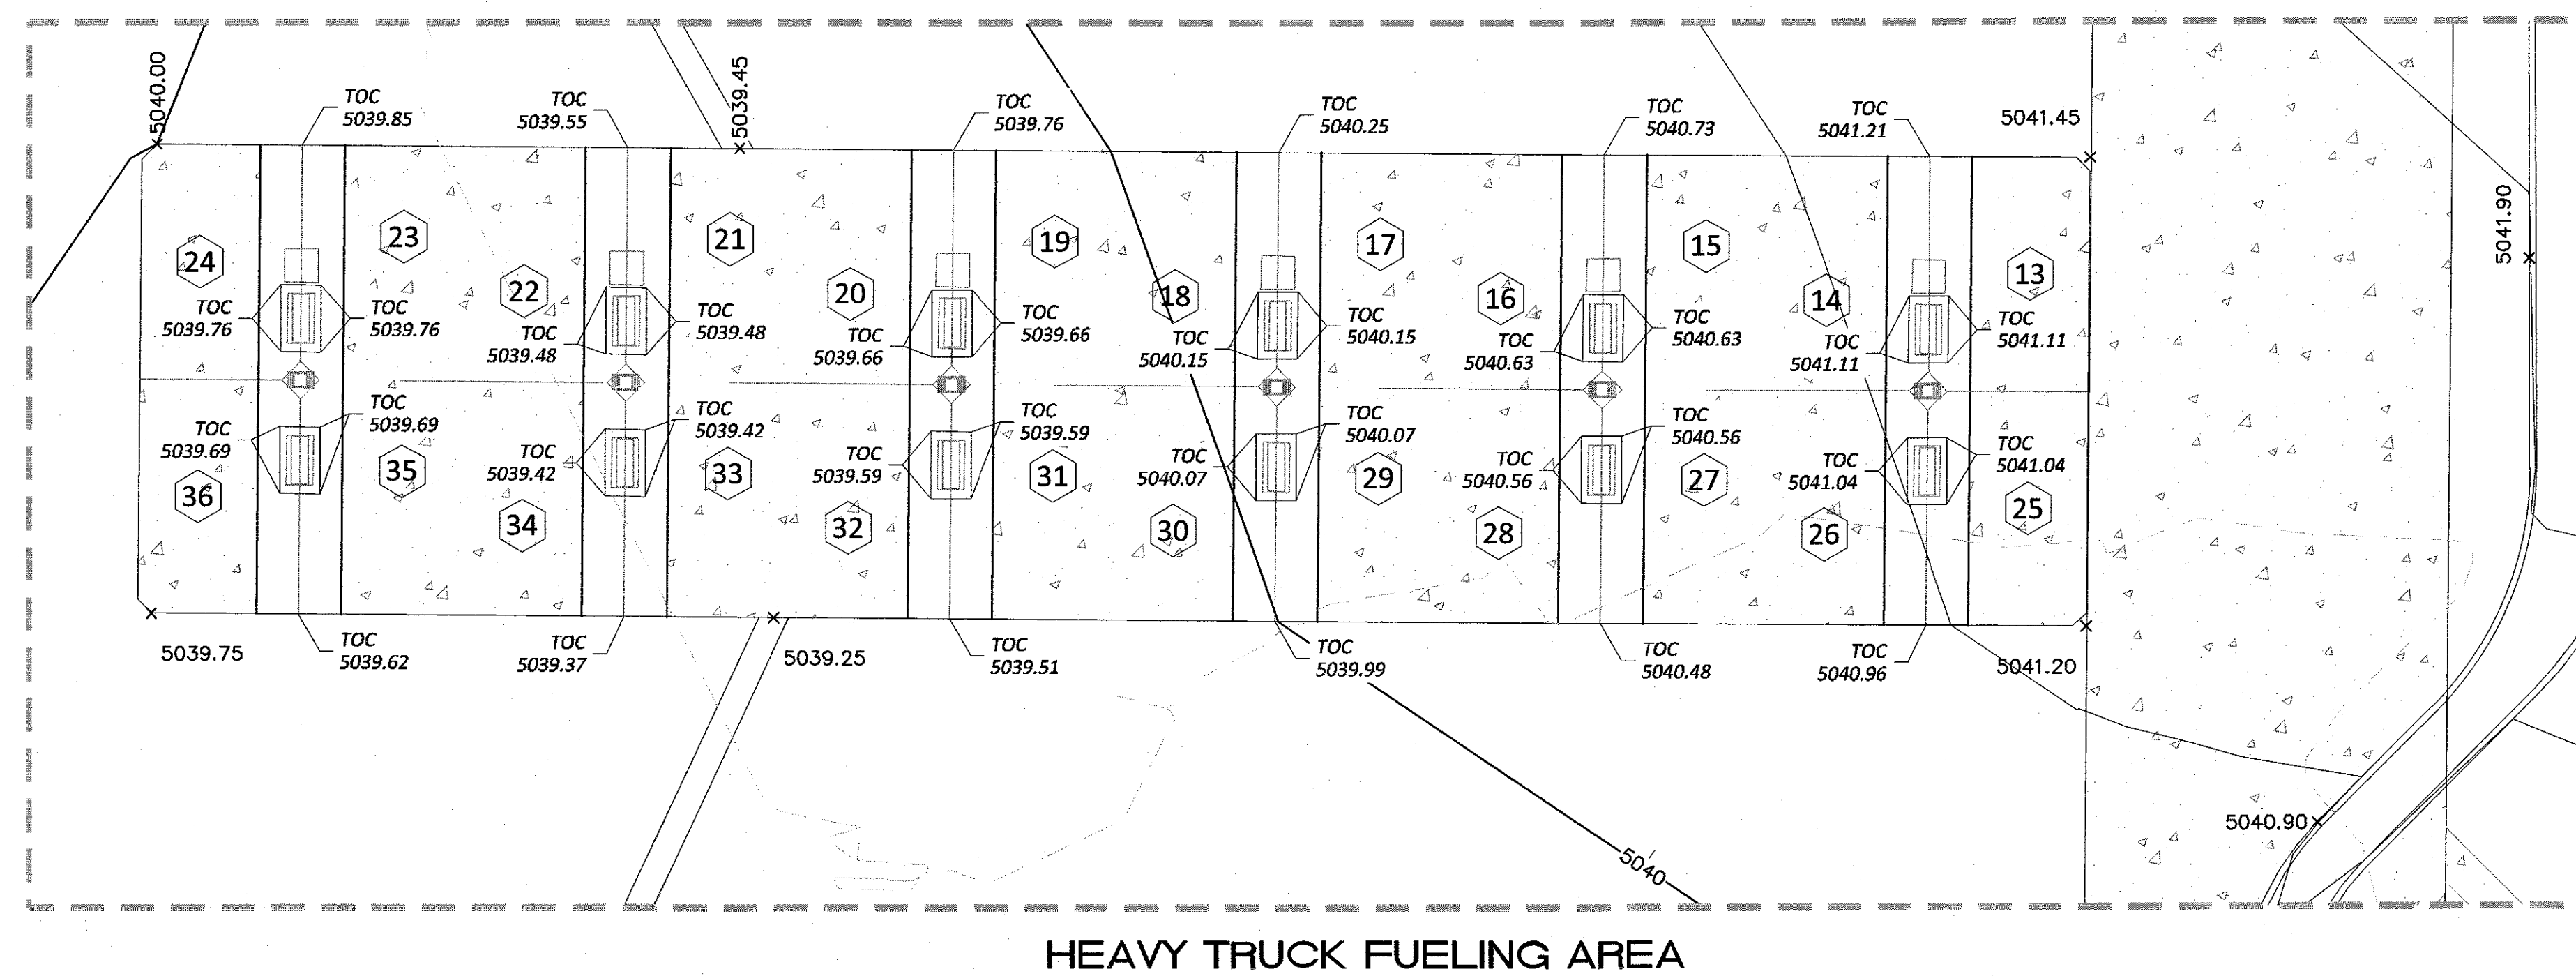 5040.00
5039.45
TOC
5039.85
TOC
5039.55
TOC
5039.76
TOC
5040.25
TOC
5040.73
TOC
5041.21
5041.45
5041.90
24
23
22
21
20
19
18
17
16
15
14
13
TOC
5039.76
TOC
5039.76
TOC
5039.48
TOC
5039.48
TOC
5039.66
TOC
5039.66
TOC
5040.15
TOC
5040.15
TOC
5040.63
TOC
5040.63
TOC
5041.11
TOC
5041.11
TOC
5039.69
TOC
5039.69
TOC
5039.42
TOC
5039.42
TOC
5039.59
TOC
5039.59
TOC
5040.07
TOC
5040.07
TOC
5040.56
TOC
5040.56
TOC
5041.04
TOC
5041.04
36
35
34
33
32
31
30
29
28
27
26
25
5039.75
TOC
5039.62
TOC
5039.37
5039.25
TOC
5039.51
TOC
5039.99
TOC
5040.48
TOC
5040.96
5041.20
5040.90
5040
HEAVY TRUCK FUELING AREA